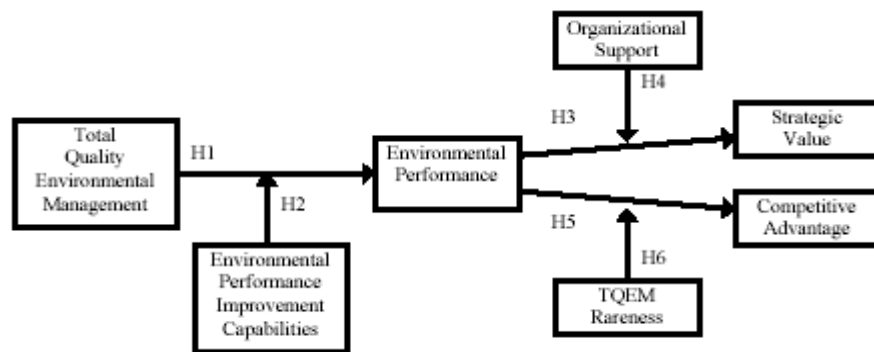 Organizational
Support
H4
H3
Strategic
Value
Total
Quality
Environmental
Management
H1
Environmental
Performance
H2
H5
Competitive
Advantage
Environmental
Performance
Improvement
Capabilities
H6
TQEM
Rareness